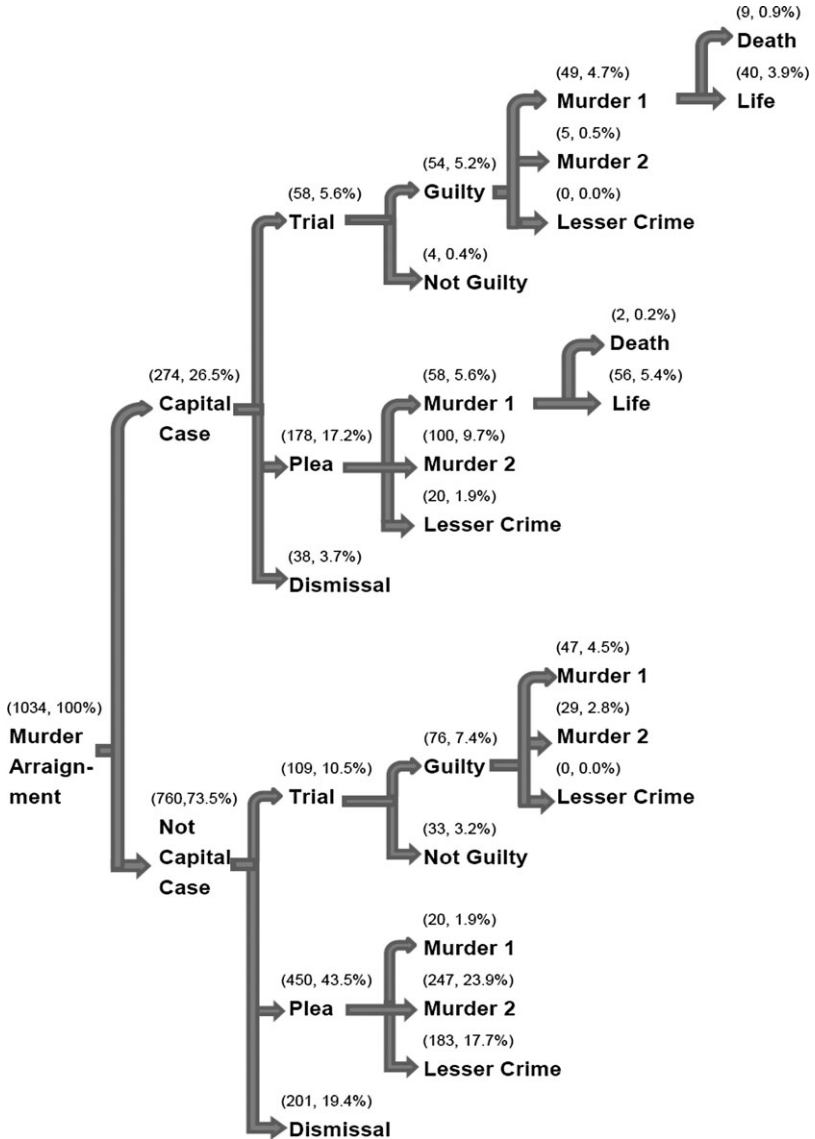 (9, 0.9%)
Death
(49, 4.7%)
(40, 3.9%)
Murder 1
Life
(5, 0.5%)
Murder 2
(58, 5.6%)
(54, 5.2%)
(0, 0.0%)
Trial
Guilty
Lesser Crime
(4, 0.4%)
Not Guilty
(2, 0.2%)
Death
(274, 26.5%)
(58, 5.6%)
(56, 5.4%)
Capital
Case
Murder 1
Life
(178, 17.2%)
(100, 9.7%)
Plea
Murder 2
(20, 1.9%)
Lesser Crime
(38, 3.7%)
Dismissal
(47, 4.5%)
Murder 1
(1034, 100%)
(29, 2.8%)
Murder
Arraign-
ment
(76, 7.4%)
Murder 2
(109, 10.5%)
Guilty
(0, 0.0%)
(760,73.5%)
Trial
Lesser Crime
Not
Capital
Case
(33, 3.2%)
Not Guilty
(20, 1.9%)
Murder 1
(450, 43.5%)
(247, 23.9%)
Plea
Murder 2
(183, 17.7%)
Lesser Crime
(201, 19.4%)
Dismissal